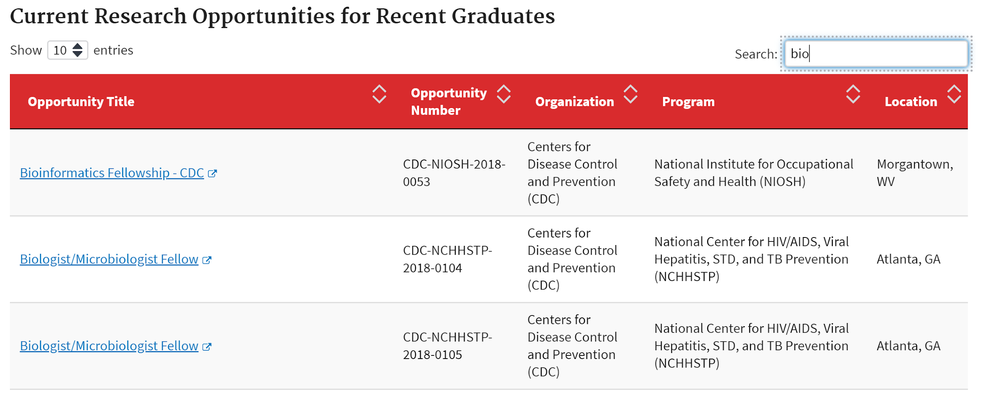 Current Research Opportunities for Recent Graduates
Show 10 entries
Search: bio
Opportunity Title
Opportunity
Number
Organization
Program
Location
Bioinformatics Fellowship - CDC
CDC-NIOSH-2018-
0053
Centers for
Disease Control
and Prevention
(CDC)
National Institute for Occupational
Safety and Health (NIOSH)
Morgantown,
WV
Biologist/Microbiologist Fellow
CDC-NCHHSTP-
2018-0104
Centers for
Disease Control
and Prevention
(CDC)
National Center for HIV/AIDS, Viral
Hepatitis, STD, and TB Prevention
(NCHHSTP)
Atlanta, GA
Biologist/Microbiologist Fellow
CDC-NCHHSTP-
2018-0105
Centers for
Disease Control
and Prevention
(CDC)
National Center for HIV/AIDS, Viral
Hepatitis, STD, and TB Prevention
(NCHHSTP)
Atlanta, GA